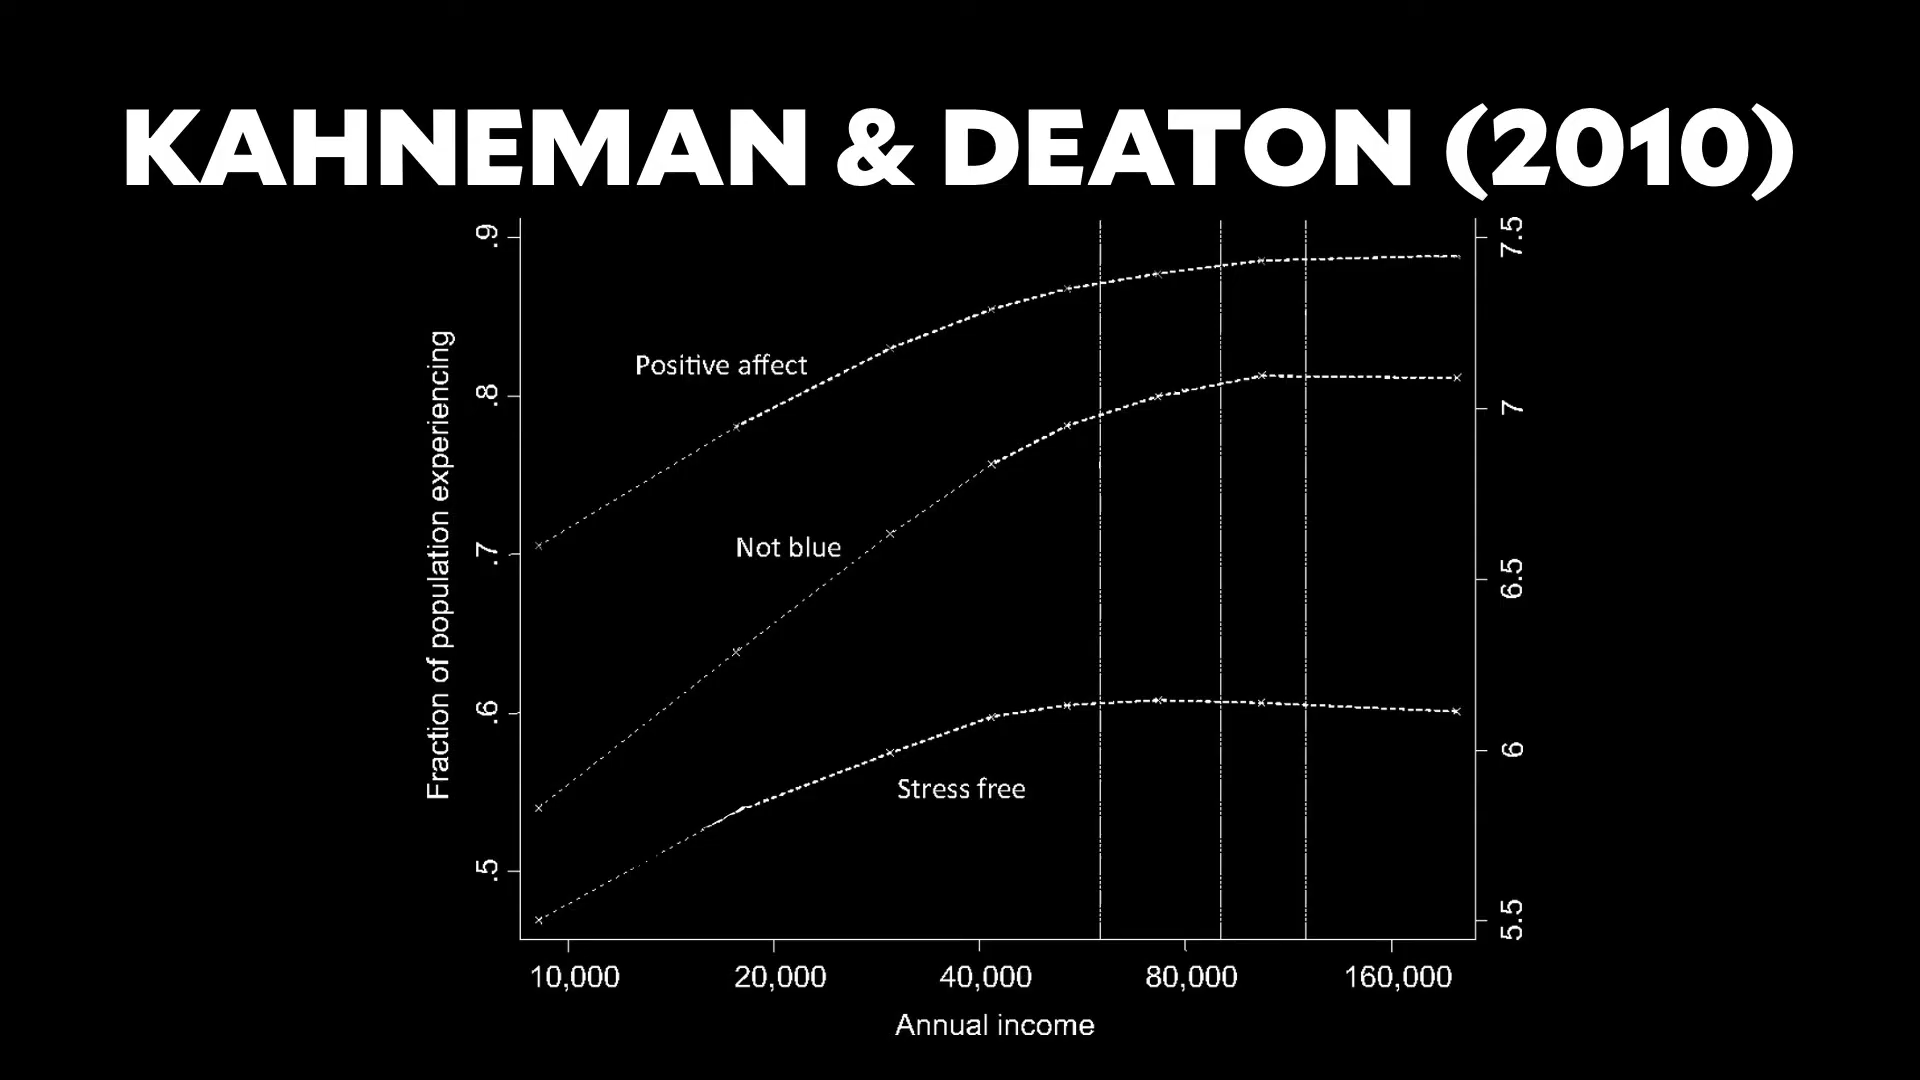 KAHNEMAN & DEATON (2010)
.9
.8
.7
.6
.5
Fraction of population experiencing
Positive affect
Not blue
Stress free
7.5
7
6.5
6
5.5
10,000 20,000 40,000 80,000 160,000
Annual income